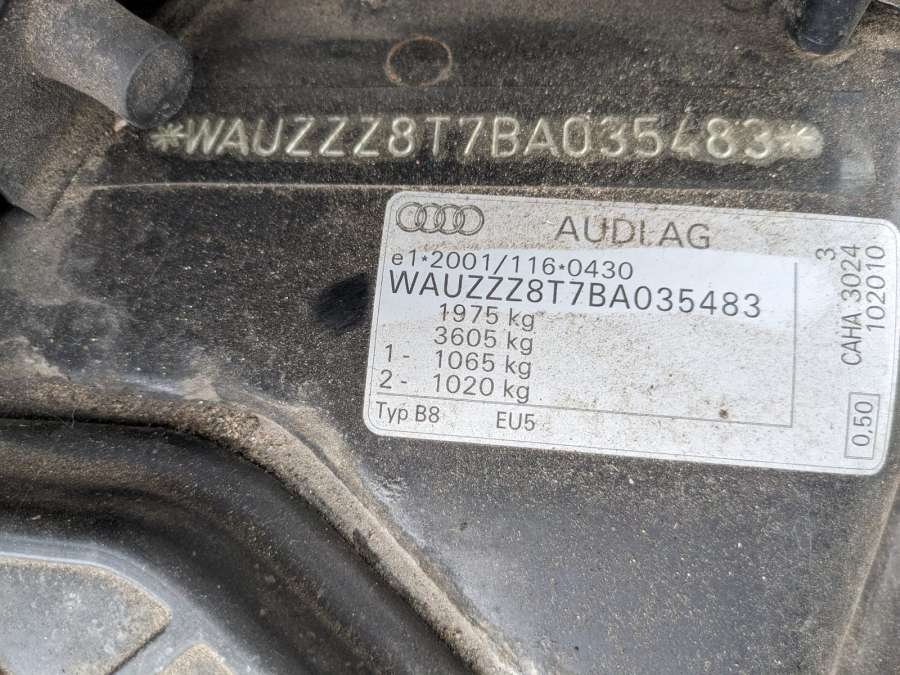 *WAUZZZ8T7BA035483*
AUDI AG
e1*2001/116*0430
WAUZZZ8T7BA035483
1975 kg
3605 kg
1- 1065 kg
2- 1020 kg
Typ B8 EU5
3
CAHA 3024
102010
0,50